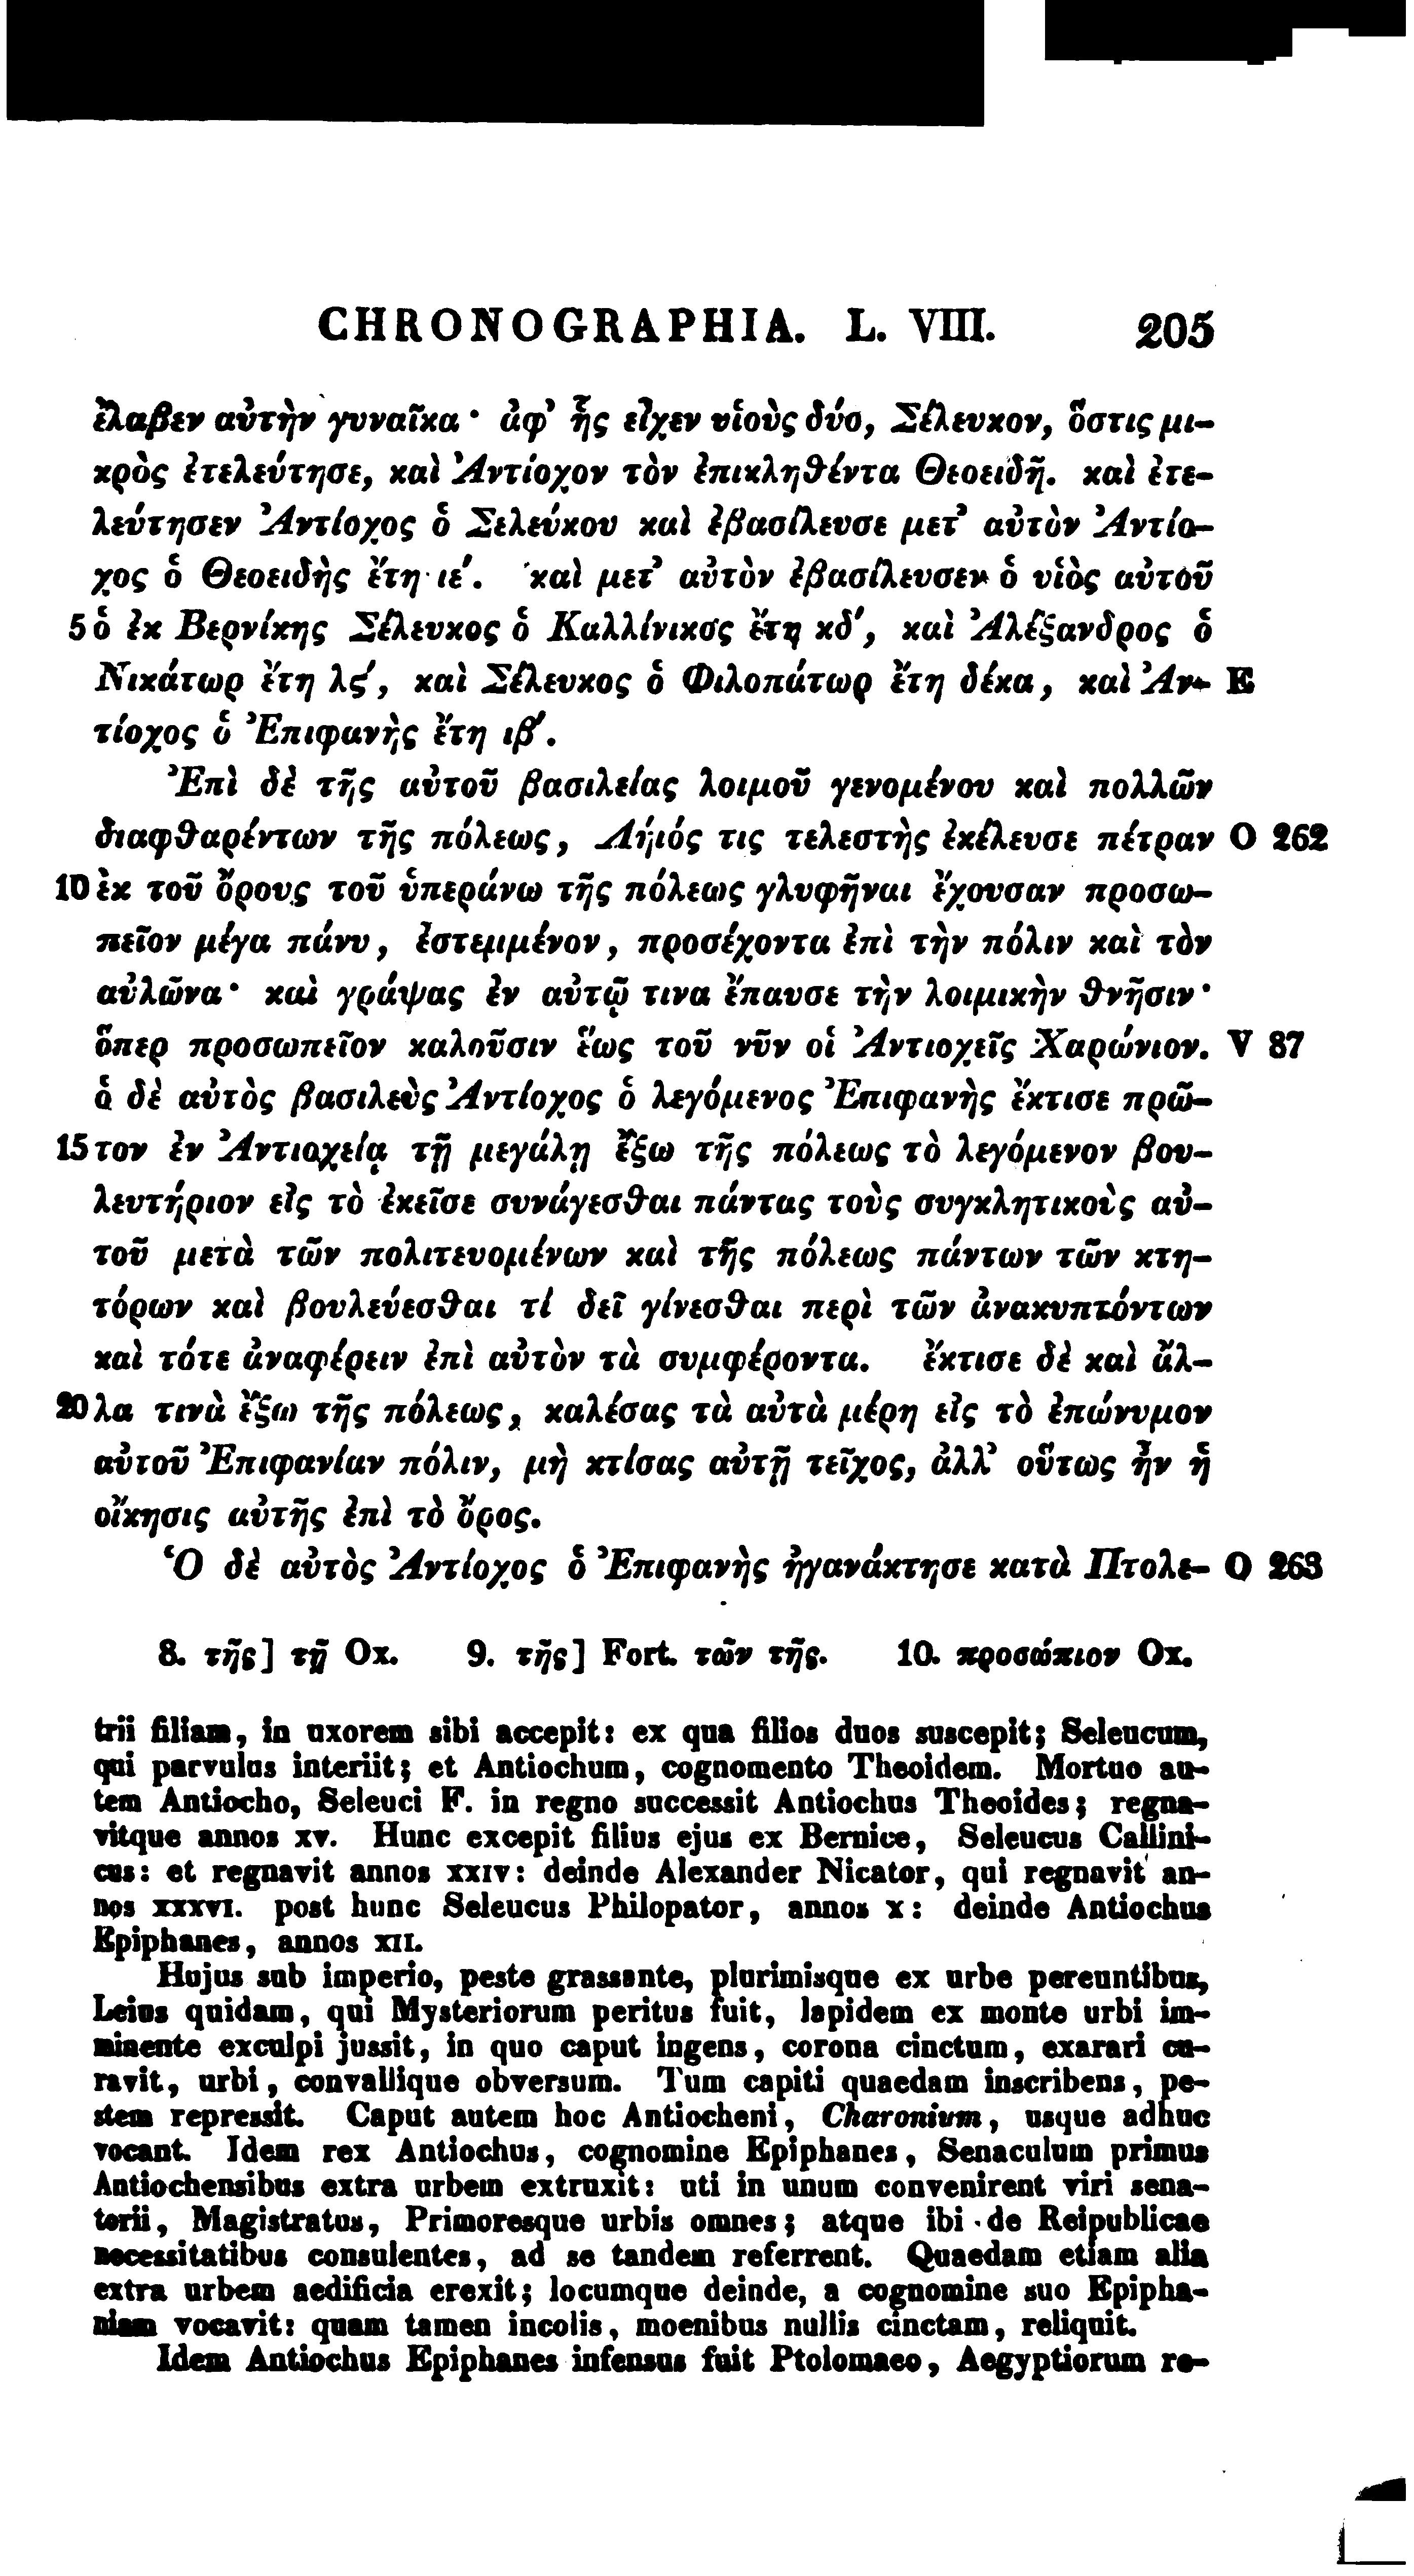 CHRONOGRAPHIA. L. VIII. 205
ἔλαβεν αὐτὴν γυναῖκα· ἀφ’ ἧς εἶχεν υἱοὺς δύο, Σέλευκον, ὅστις μι-
κρὸς ἐτελεύτησε, καὶ Ἀντίοχον τὸν ἐπικληθέντα Θεοειδῆ. καὶ ἐτε-
λεύτησεν Ἀντίοχος ὁ Σελεύκου καὶ ἐβασίλευσε μετ’ αὐτὸν Ἀντίο-
χος ὁ Θεοειδὴς ἔτη ιέ. καὶ μετ’ αὐτὸν ἐβασίλευσεν ὁ υἱὸς αὐτοῦ
5 ὁ ἐκ Βερνίκης Σέλευκος ὁ Καλλίνικος ἔτη κδ′, καὶ Ἀλέξανδρος ὁ
Νικάτωρ ἔτη λς′, καὶ Σέλευκος ὁ Φιλοπάτωρ ἔτη δέκα, καὶ Ἀν- E
τίοχος ὁ Ἐπιφανὴς ἔτη ιβ′.
Ἐπὶ δὲ τῆς αὐτοῦ βασιλείας λοιμοῦ γενομένου καὶ πολλῶν
διαφθαρέντων τῆς πόλεως, Λήϊός τις τελεστὴς ἐκέλευσε πέτραν O 262
10 ἐκ τοῦ ὄρους τοῦ ὑπεράνω τῆς πόλεως γλυφῆναι ἔχουσαν προσω-
πεῖον μέγα πάνυ, ἐστεμμένον, προσέχοντα ἐπὶ τὴν πόλιν καὶ τὸν
αὐλῶνα· καὶ γράψας ἐν αὐτῷ τινα ἔπαυσε τὴν λοιμικὴν θνῆσιν·
ὅπερ προσωπεῖον καλοῦσιν ἕως τοῦ νῦν οἱ Ἀντιοχεῖς Χαρώνιον. V 87
ὁ δὲ αὐτὸς βασιλεὺς Ἀντίοχος ὁ λεγόμενος Ἐπιφανὴς ἔκτισε πρῶ-
15 τον ἐν Ἀντιοχείᾳ τῇ μεγάλῃ ἔξω τῆς πόλεως τὸ λεγόμενον βου-
λευτήριον εἰς τὸ ἐκεῖσε συνάγεσθαι πάντας τοὺς συγκλητικοὺς αὐ-
τοῦ μετὰ τῶν πολιτευομένων καὶ τῆς πόλεως πάντων τῶν κτη-
τόρων καὶ βουλεύεσθαι τί δεῖ γίνεσθαι περὶ τῶν ἀνακυπτόντων
καὶ τότε ἀναφέρειν ἐπὶ αὐτὸν τὰ συμφέροντα. ἔκτισε δὲ καὶ ἄλ-
20 λα τινὰ ἔξω τῆς πόλεως, καλέσας τὰ αὐτὰ μέρη εἰς τὸ ἐπώνυμον
αὐτοῦ Ἐπιφανίαν πόλιν, μὴ κτίσας αὐτῇ τεῖχος, ἀλλ’ οὕτως ἦν ἡ
οἴκησις αὐτῆς ἐπὶ τὸ ὄρος.
Ὁ δὲ αὐτὸς Ἀντίοχος ὁ Ἐπιφανὴς ἠγανάκτησε κατὰ Πτολε- O 263
8. τῆς] τῇ Ox. 9. τῆς] Fort. τῶν τῆς. 10. προσώπιον Ox.
trii filiam, in uxorem sibi accepit: ex qua filios duos suscepit; Seleucum,
qui parvulus interiit; et Antiochum, cognomento Theoidem. Mortuo au-
tem Antiocho, Seleuci F. in regno successit Antiochus Theoides; regna-
vitque annos xv. Hunc excepit filius ejus ex Bernice, Seleucus Callini-
cus: et regnavit annos xxiv: deinde Alexander Nicator, qui regnavit an-
nos xxxvi. post hunc Seleucus Philopator, annos x: deinde Antiochus
Epiphanes, annos xii.
Hujus sub imperio, peste grassante, plurimisque ex urbe pereuntibus,
Leius quidam, qui Mysteriorum peritus fuit, lapidem ex monte urbi im-
minente exculpi jussit, in quo caput ingens, corona cinctum, exarari cu-
ravit, urbi, convallique obversum. Tum capiti quaedam inscribens, pe-
stem repressit. Caput autem hoc Antiocheni, Charonium, usque adhuc
vocant. Idem rex Antiochus, cognomine Epiphanes, Senaculum primus
Antiochensibus extra urbem extruxit: uti in unum convenirent viri sena-
torii, Magistratus, Primoresque urbis omnes; atque ibi de Reipublicae
necessitatibus consulentes, ad se tandem referrent. Quaedam etiam alia
extra urbem aedificia erexit; locumque deinde, a cognomine suo Epipha-
niam vocavit: quam tamen incolis, moenibus nullis cinctam, reliquit.
Idem Antiochus Epiphanes infensus fuit Ptolomaeo, Aegyptiorum re-